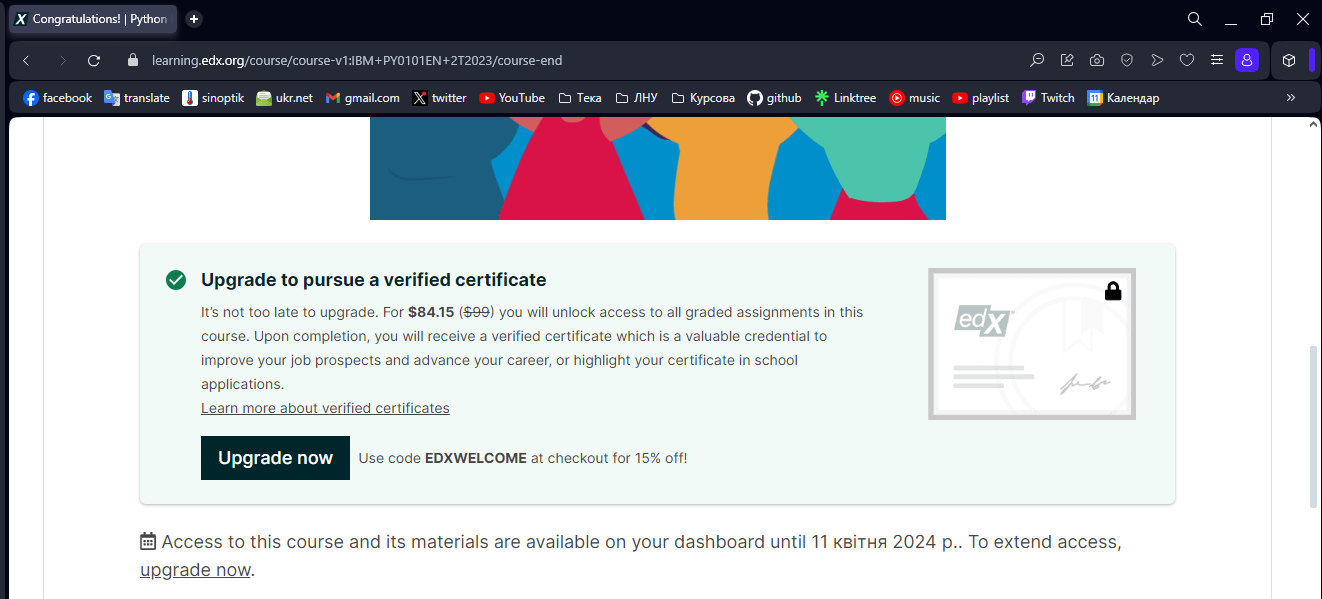 Congratulations! | Python
learning.edx.org/course/course-v1:IBM+PY0101EN+2T2023/course-end
facebook translate sinoptik ukr.net gmail.com twitter YouTube Тека ЛНУ Курсова github Linktree music playlist Twitch 11 Календар
Upgrade to pursue a verified certificate
It's not too late to upgrade. For $84.15 ($99) you will unlock access to all graded assignments in this
course. Upon completion, you will receive a verified certificate which is a valuable credential to
improve your job prospects and advance your career, or highlight your certificate in school
applications.
Learn more about verified certificates
edX
Upgrade now Use code EDXWELCOME at checkout for 15% off!
Access to this course and its materials are available on your dashboard until 11 квітня 2024 р.. To extend access,
upgrade now.